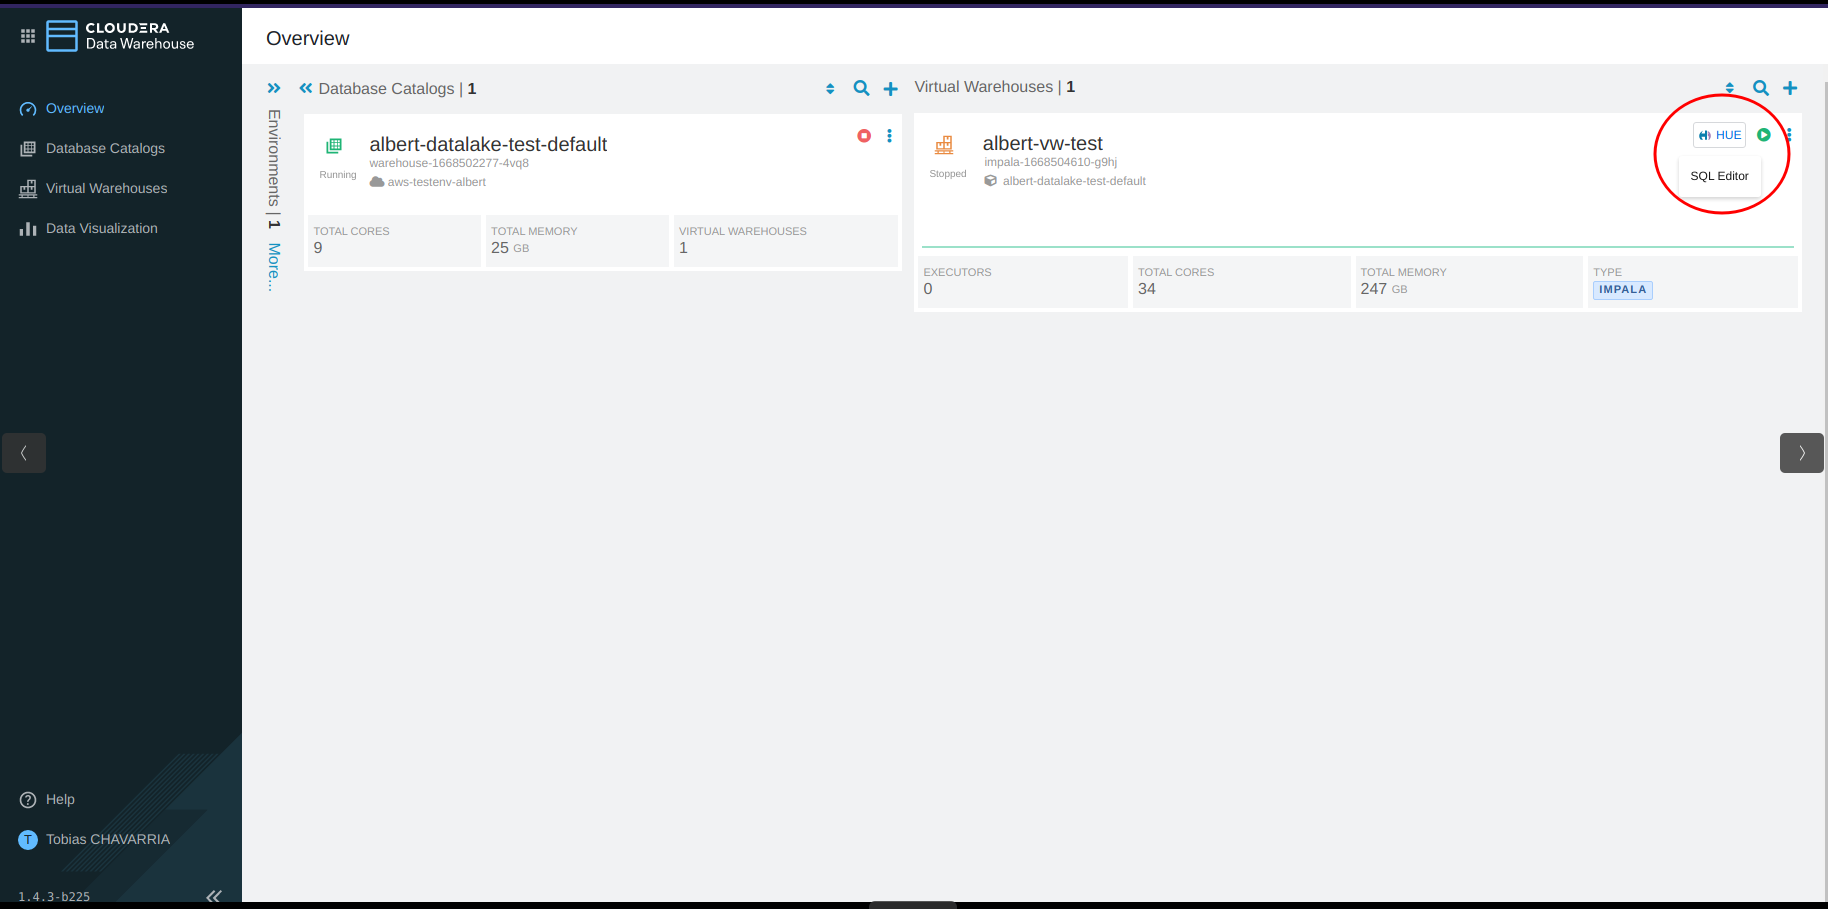 CLOUDERA
Data Warehouse
Overview
Database Catalogs
Virtual Warehouses
Data Visualization
Help
T Tobias CHAVARRIA
1.4.3-b225
Overview
Environments | 1 More...
Database Catalogs | 1
albert-datalake-test-default
warehouse-1668502277-4vq8
Running
aws-testenv-albert
TOTAL CORES
9
TOTAL MEMORY
25 GB
VIRTUAL WAREHOUSES
1
Virtual Warehouses | 1
albert-vw-test
impala-1668504610-g9hj
Stopped
albert-datalake-test-default
HUE
SQL Editor
EXECUTORS
0
TOTAL CORES
34
TOTAL MEMORY
247 GB
TYPE
IMPALA